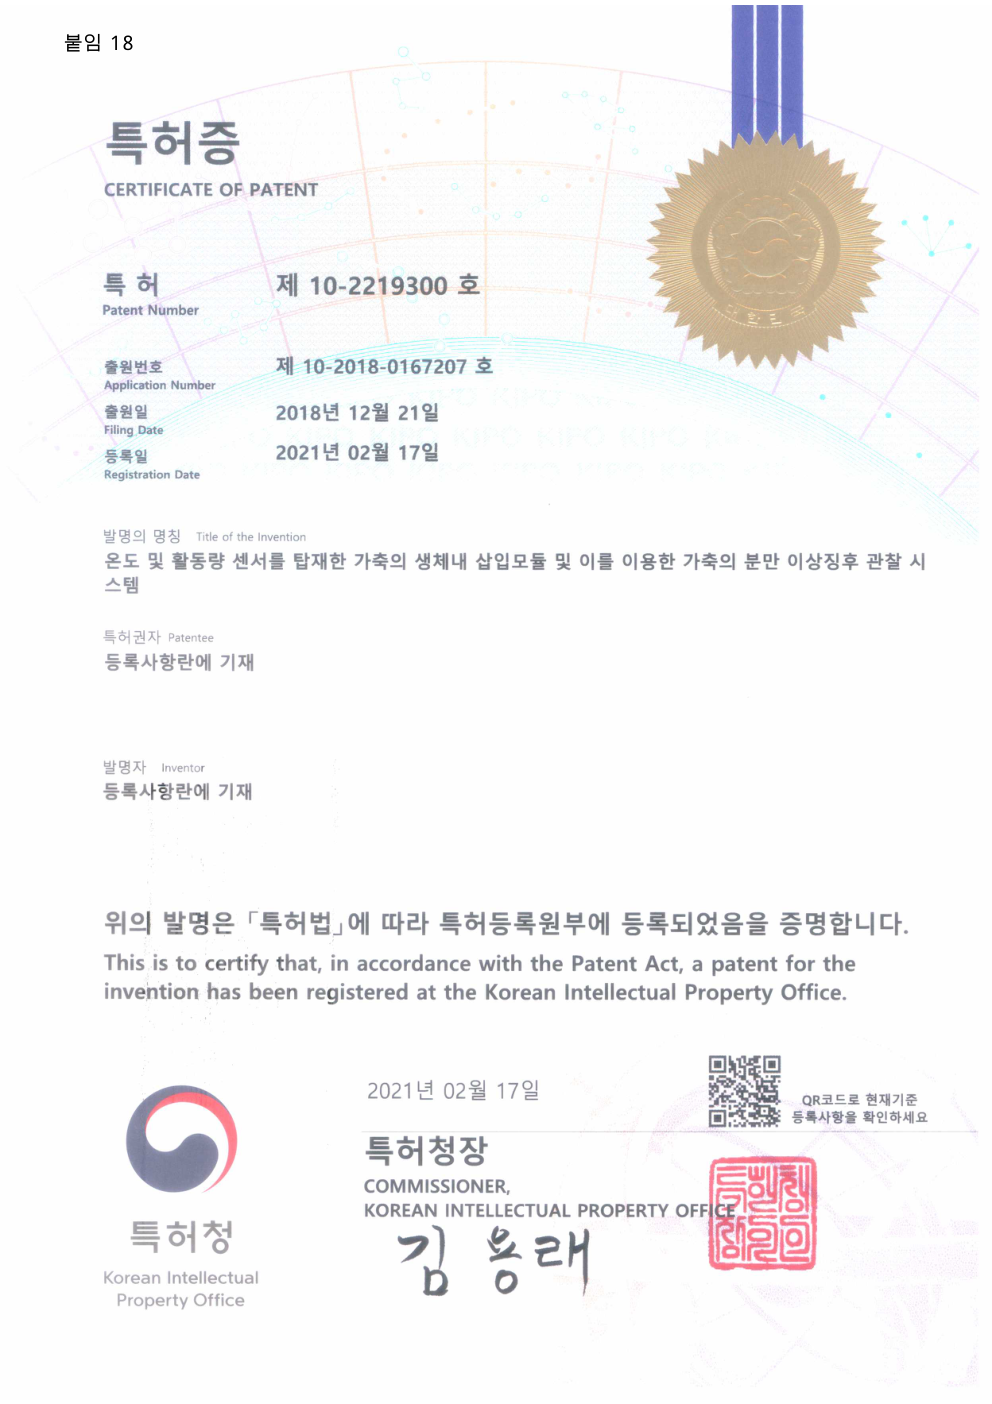 붙임 18
특허증
CERTIFICATE OF PATENT
특 허
Patent Number
제 10-2219300 호
출원번호
Application Number
제 10-2018-0167207 호
출원일
Filing Date
2018년 12월 21일
등록일
Registration Date
2021년 02월 17일
발명의 명칭 Title of the Invention
온도 및 활동량 센서를 탑재한 가축의 생체내 삽입모듈 및 이를 이용한 가축의 분만 이상징후 관찰 시
스템
특허권자 Patentee
등록사항란에 기재
발명자 Inventor
등록사항란에 기재
위의 발명은 「특허법」에 따라 특허등록원부에 등록되었음을 증명합니다.
This is to certify that, in accordance with the Patent Act, a patent for the
invention has been registered at the Korean Intellectual Property Office.
2021년 02월 17일
QR코드로 현재기준
등록사항을 확인하세요
특허청장
COMMISSIONER,
KOREAN INTELLECTUAL PROPERTY OFFICE
김 용 래
특허청
Korean Intellectual
Property Office
대한민국